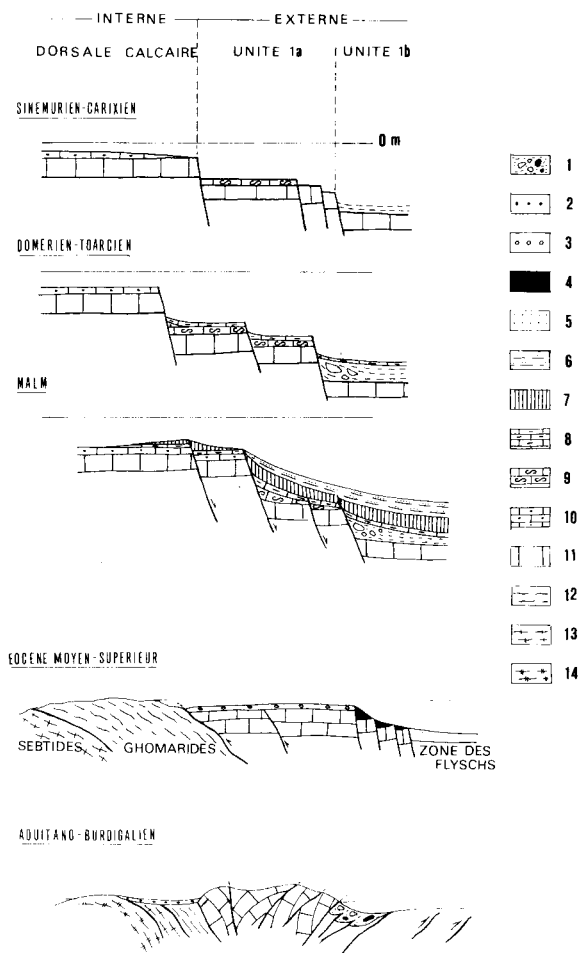 INTERNE EXTERNE
DORSALE CALCAIRE UNITE 1a UNITE 1b
SINEMURIEN-CARIXIEN
0 m
DOMERIEN-TOARCIEN
MALM
EOCENE MOYEN-SUPERIEUR
SEBTIDES GHOMARIDES ZONE DES
FLYSCHS
AQUITANO-BURDIGALIEN
1
2
3
4
5
6
7
8
9
10
11
12
13
14